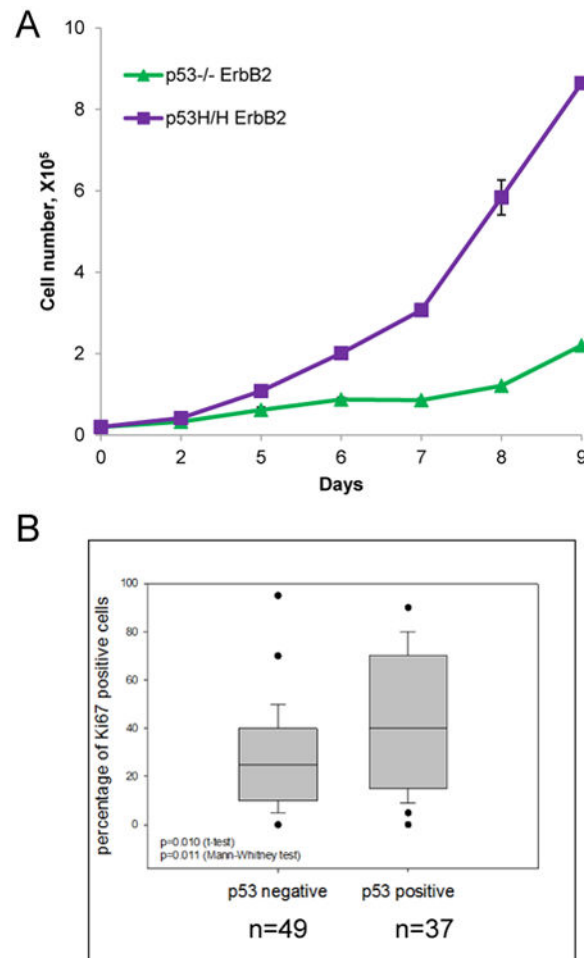 A
10
p53-/- ErbB2
p53H/H ErbB2
8
6
4
2
0
Cell number, X10⁵
0 2 5 6 7 8 9
Days
B
100
80
60
40
20
0
percentage of Ki67 positive cells
p=0.010 (t-test)
p=0.011 (Mann-Whitney test)
p53 negative p53 positive
n=49 n=37